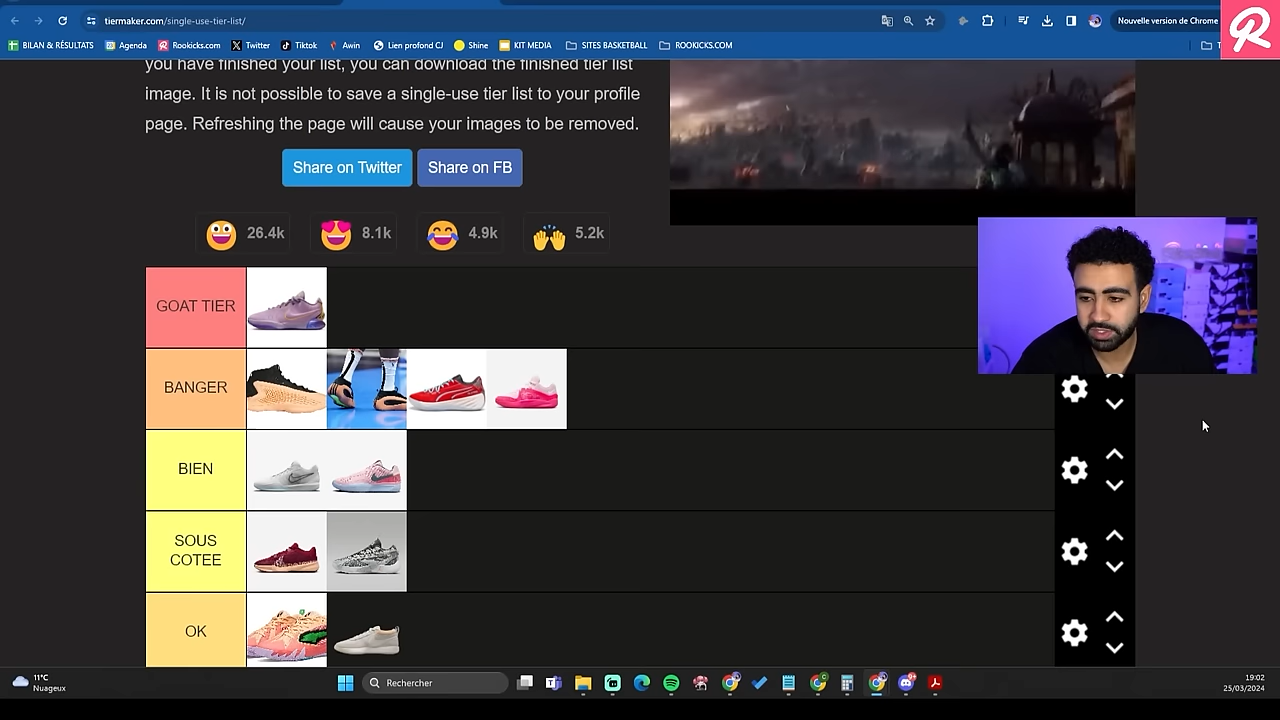 tiermaker.com/single-use-tier-list/
Nouvelle version de Chrome
BILAN & RÉSULTATS
Agenda
Rookicks.com
Twitter
Tiktok
Awin
Lien profond CJ
Shine
KIT MEDIA
SITES BASKETBALL
ROOKICKS.COM
R
you have finished your list, you can download the finished tier list
image. It is not possible to save a single-use tier list to your profile
page. Refreshing the page will cause your images to be removed.
Share on Twitter
Share on FB
26.4k
8.1k
4.9k
5.2k
GOAT TIER
BANGER
BIEN
SOUS
COTEE
OK
11°C
Nuageux
Rechercher
19:02
25/03/2024